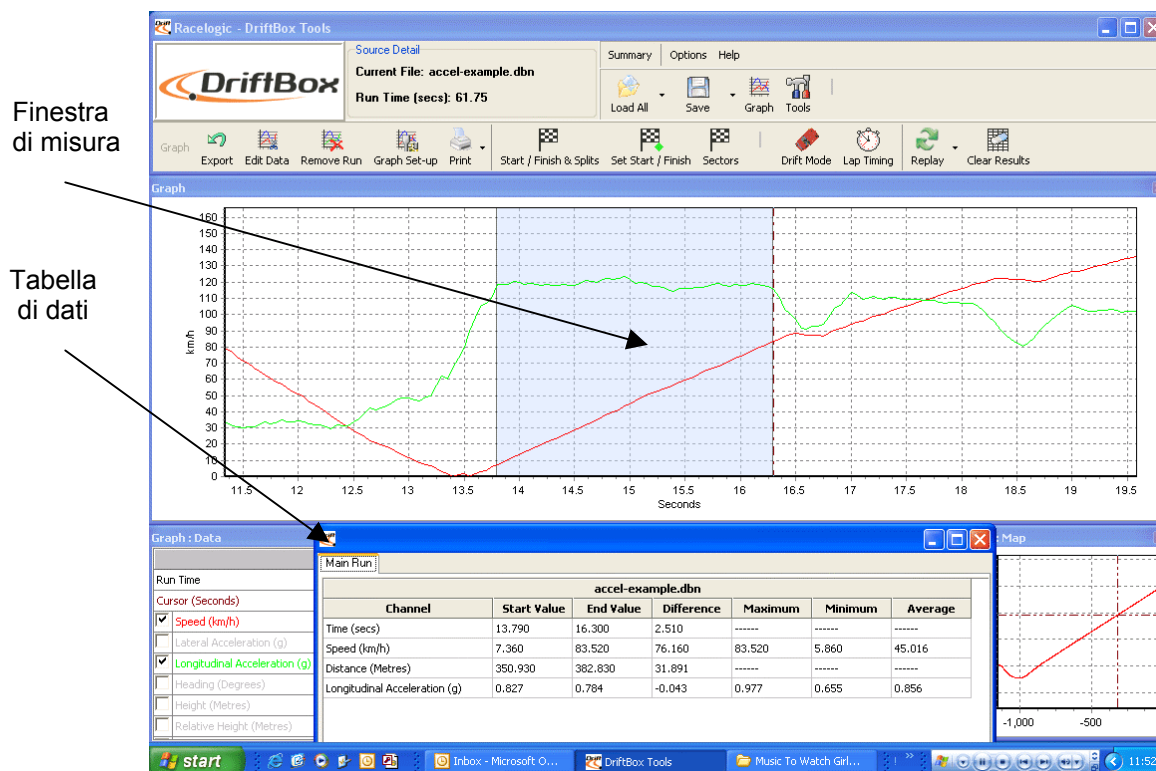 Finestra
di misura
Tabella
di dati
Racelogic - DriftBox Tools
DriftBox
Source Detail
Current File: accel-example.dbn
Run Time (secs): 61.75
Summary Options Help
Load All Save Graph Tools
Graph Export Edit Data Remove Run Graph Set-up Print Start / Finish & Splits Set Start / Finish Sectors Drift Mode Lap Timing Replay Clear Results
Graph
160
150
140
130
120
110
100
90
80
70
60
50
40
30
20
10
0
km/h
11.5 12 12.5 13 13.5 14 14.5 15 15.5 16 16.5 17 17.5 18 18.5 19 19.5
Seconds
Graph : Data
Run Time
Cursor (Seconds)
Speed (km/h)
Lateral Acceleration (g)
Longitudinal Acceleration (g)
Heading (Degrees)
Height (Metres)
Relative Height (Metres)
Main Run
accel-example.dbn
Channel Start Value End Value Difference Maximum Minimum Average
Time (secs) 13.790 16.300 2.510 ------ ------ ------
Speed (km/h) 7.360 83.520 76.160 83.520 5.860 45.016
Distance (Metres) 350.930 382.830 31.891 ------ ------ ------
Longitudinal Acceleration (g) 0.827 0.784 -0.043 0.977 0.655 0.856
: Map
-1,000 -500
start Inbox - Microsoft O... DriftBox Tools Music To Watch Girl... 11:52